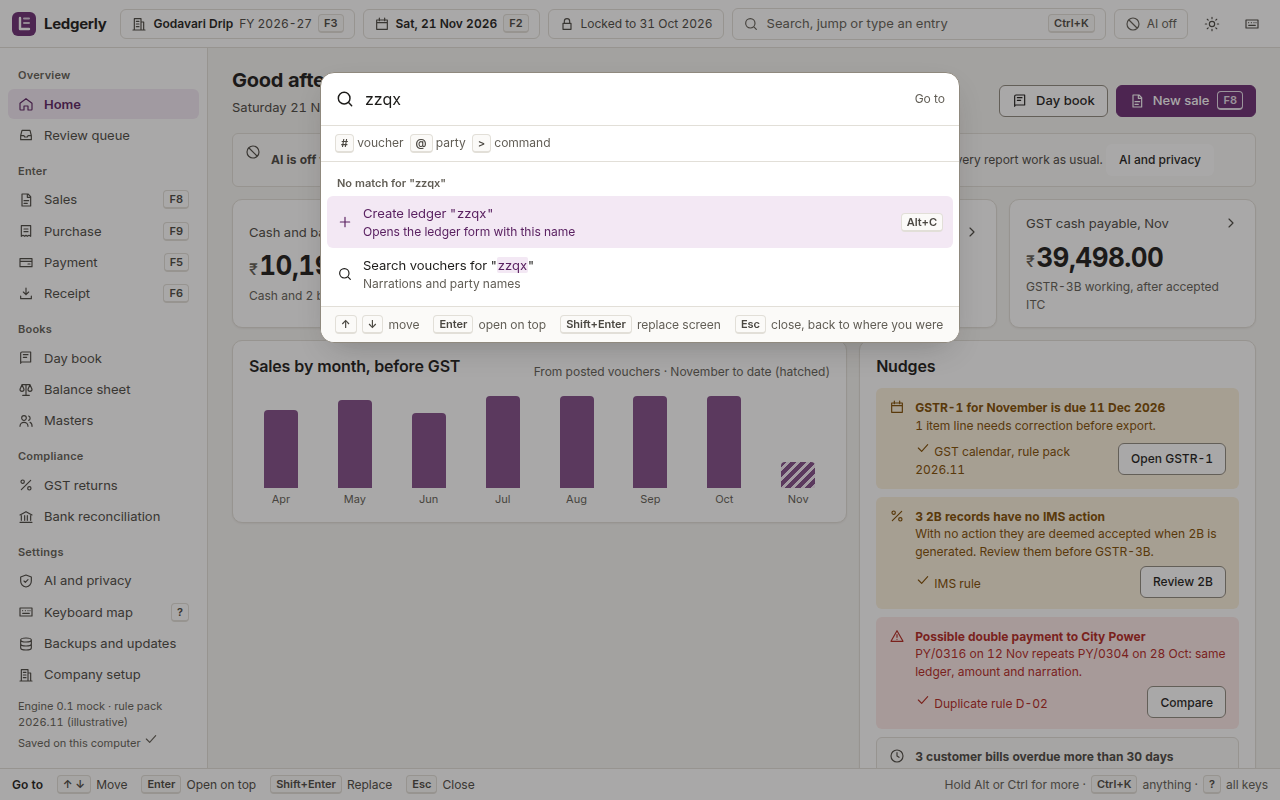 Ledgerly
Godavari Drip FY 2026-27 F3
Sat, 21 Nov 2026 F2
Locked to 31 Oct 2026
Search, jump or type an entry Ctrl+K
AI off
Overview
Home
Review queue
Enter
Sales F8
Purchase F9
Payment F5
Receipt F6
Books
Day book
Balance sheet
Masters
Compliance
GST returns
Bank reconciliation
Settings
AI and privacy
Keyboard map ?
Backups and updates
Company setup
Engine 0.1 mock · rule pack
2026.11 (illustrative)
Saved on this computer
Good afte
Saturday 21 N
Day book
New sale F8
zzqx Go to
# voucher @ party > command
No match for "zzqx"
Create ledger "zzqx"
Opens the ledger form with this name
Alt+C
Search vouchers for "zzqx"
Narrations and party names
↑ ↓ move Enter open on top Shift+Enter replace screen Esc close, back to where you were
AI is off
very report work as usual.
AI and privacy
Cash and ba
₹10,19
Cash and 2 b
GST cash payable, Nov
₹39,498.00
GSTR-3B working, after accepted
ITC
Sales by month, before GST
From posted vouchers · November to date (hatched)
Apr May Jun Jul Aug Sep Oct Nov
Nudges
GSTR-1 for November is due 11 Dec 2026
1 item line needs correction before export.
GST calendar, rule pack
2026.11
Open GSTR-1
3 2B records have no IMS action
With no action they are deemed accepted when 2B is
generated. Review them before GSTR-3B.
IMS rule
Review 2B
Possible double payment to City Power
PY/0316 on 12 Nov repeats PY/0304 on 28 Oct: same
ledger, amount and narration.
Duplicate rule D-02
Compare
3 customer bills overdue more than 30 days
Go to ↑ ↓ Move Enter Open on top Shift+Enter Replace Esc Close
Hold Alt or Ctrl for more · Ctrl+K anything · ? all keys